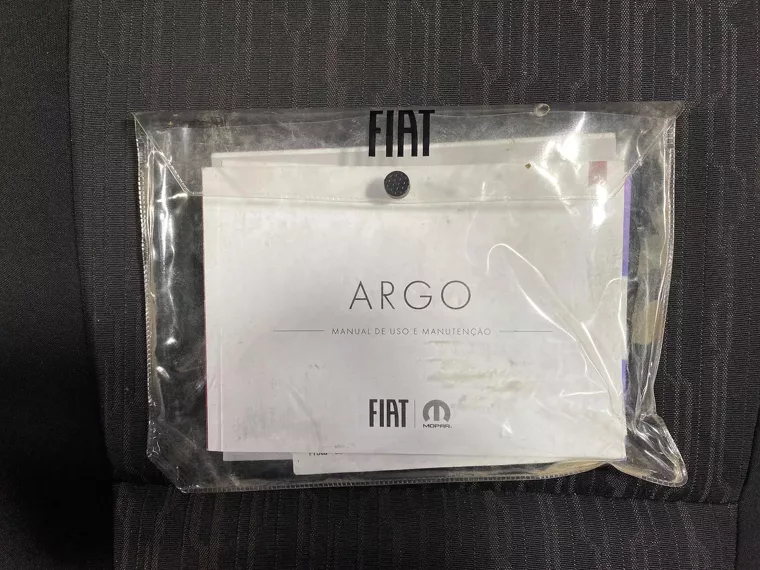 FIAT
ARGO
MANUAL DE USO E MANUTENÇÃO
FIAT MOPAR